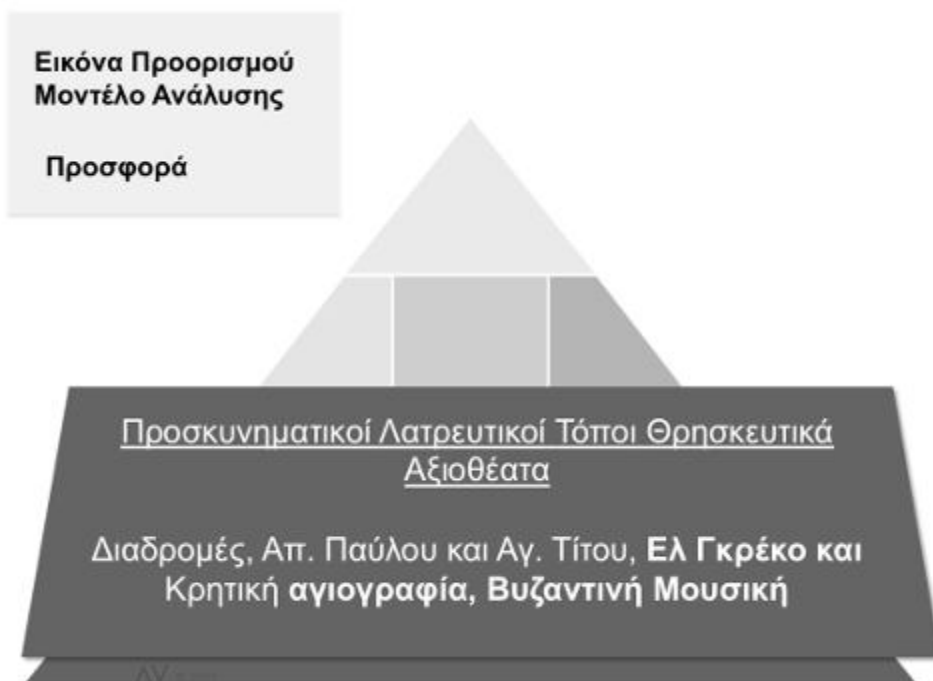 Εικόνα Προορισμού
Μοντέλο Ανάλυσης
Προσφορά
Προσκυνηματικοί Λατρευτικοί Τόποι Θρησκευτικά
Αξιοθέατα
Διαδρομές, Απ. Παύλου και Αγ. Τίτου, Ελ Γκρέκο και
Κρητική αγιογραφία, Βυζαντινή Μουσική